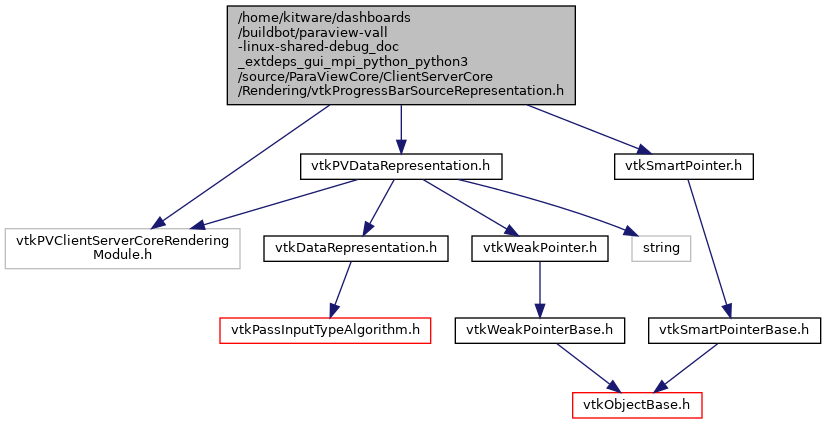 /home/kitware/dashboards
/buildbot/paraview-vall
-linux-shared-debug_doc
_extdeps_gui_mpi_python_python3
/source/ParaViewCore/ClientServerCore
/Rendering/vtkProgressBarSourceRepresentation.h
vtkPVDataRepresentation.h
vtkSmartPointer.h
vtkPVClientServerCoreRendering
Module.h
vtkDataRepresentation.h
vtkWeakPointer.h
string
vtkPassInputTypeAlgorithm.h
vtkWeakPointerBase.h
vtkSmartPointerBase.h
vtkObjectBase.h